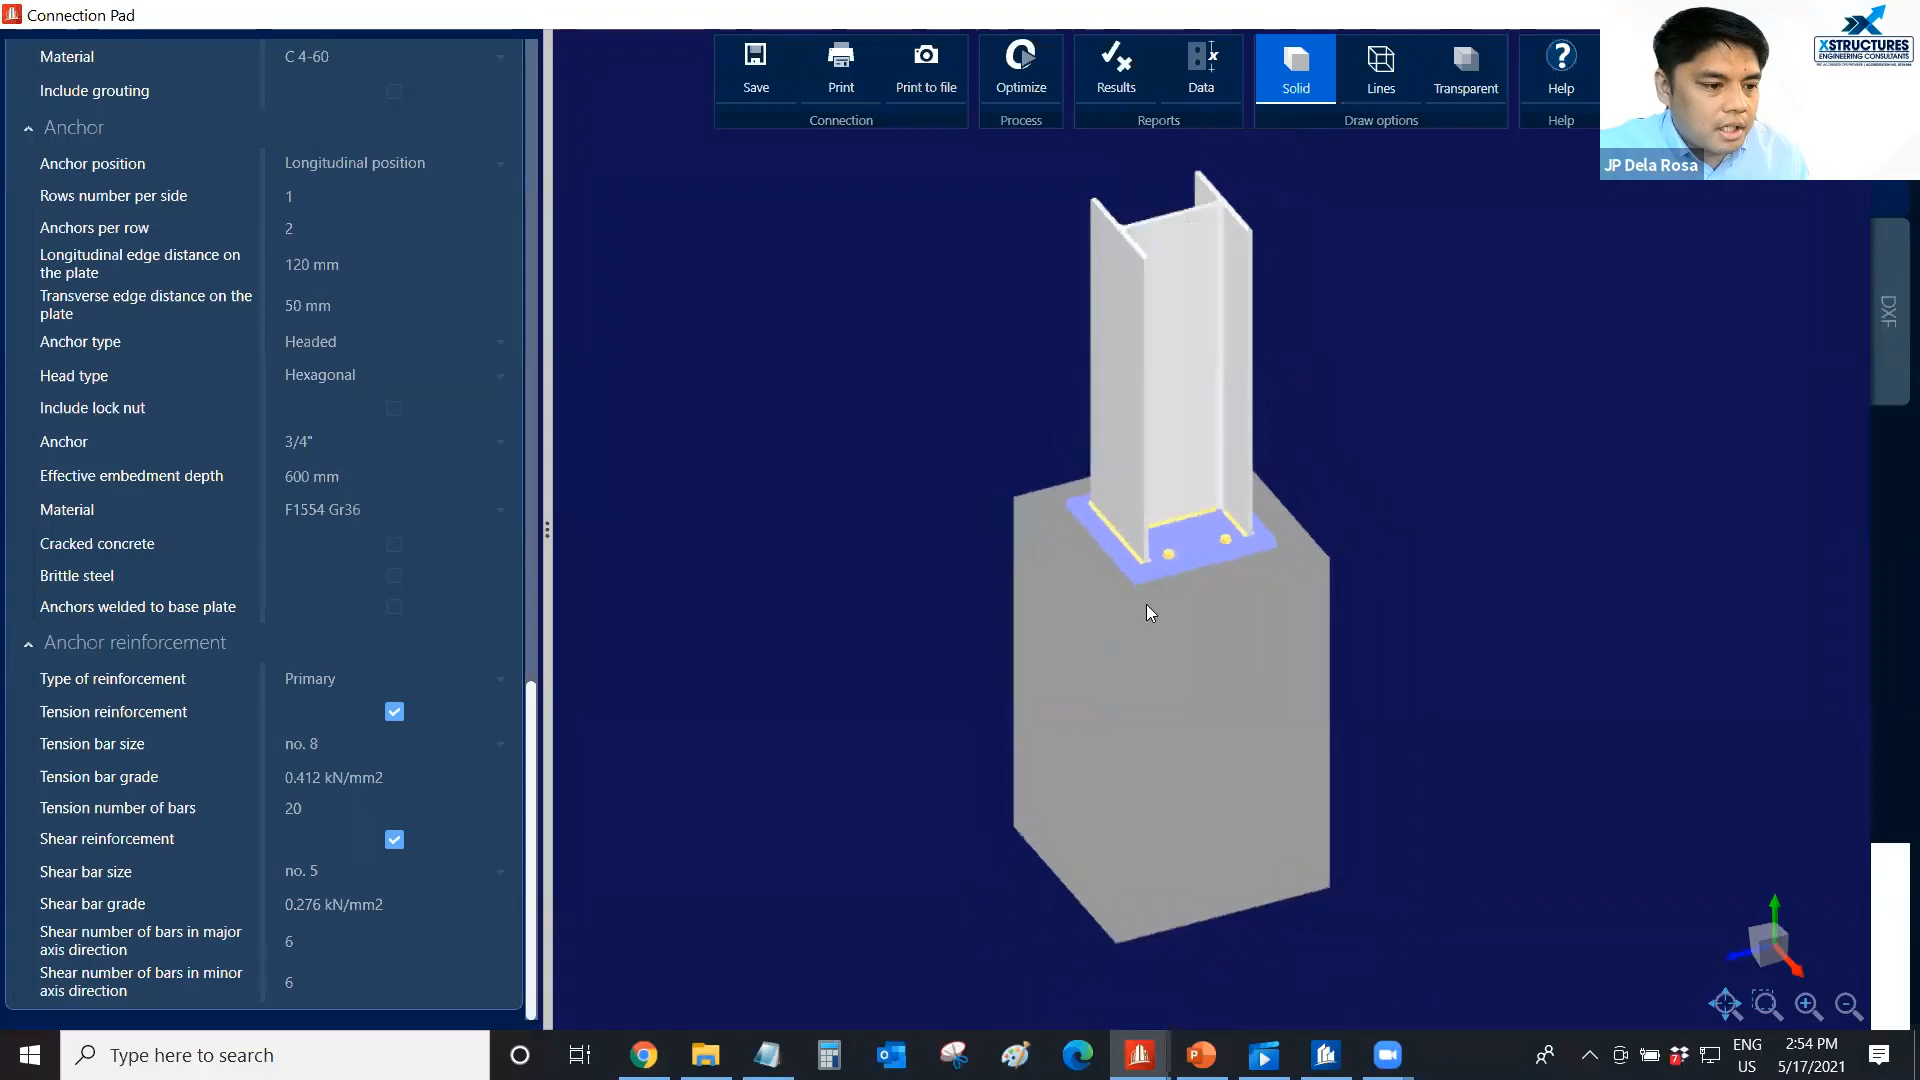 Connection Pad
Material C 4-60
Include grouting
Anchor
Anchor position Longitudinal position
Rows number per side 1
Anchors per row 2
Longitudinal edge distance on
the plate 120 mm
Transverse edge distance on the
plate 50 mm
Anchor type Headed
Head type Hexagonal
Include lock nut
Anchor 3/4"
Effective embedment depth 600 mm
Material F1554 Gr36
Cracked concrete
Brittle steel
Anchors welded to base plate
Anchor reinforcement
Type of reinforcement Primary
Tension reinforcement
Tension bar size no. 8
Tension bar grade 0.412 kN/mm2
Tension number of bars 20
Shear reinforcement
Shear bar size no. 5
Shear bar grade 0.276 kN/mm2
Shear number of bars in major
axis direction 6
Shear number of bars in minor
axis direction 6
Save Print Print to file Optimize Results Data Solid Lines Transparent Help
Connection Process Reports Draw options Help
JP Dela Rosa
XSTRUCTURES
ENGINEERING CONSULTANTS
DXF
Type here to search
ENG
US
2:54 PM
5/17/2021